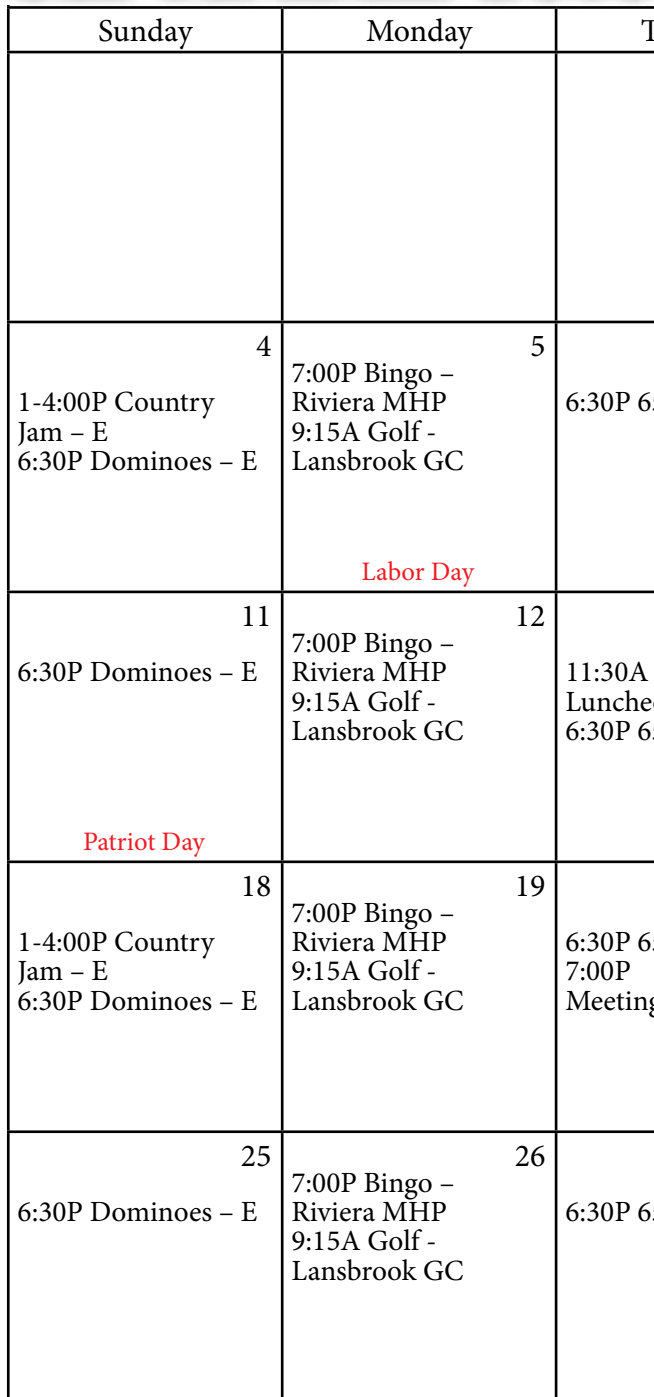 Sunday
Monday
4
1-4:00P Country
Jam – E
6:30P Dominoes – E
5
7:00P Bingo –
Riviera MHP
9:15A Golf -
Lansbrook GC
Labor Day
6:30P
11
6:30P Dominoes – E
Patriot Day
12
7:00P Bingo –
Riviera MHP
9:15A Golf -
Lansbrook GC
11:30A
6:30P
18
1-4:00P Country
Jam – E
6:30P Dominoes – E
19
7:00P Bingo –
Riviera MHP
9:15A Golf -
Lansbrook GC
6:30P
7:00P
Meeting
25
6:30P Dominoes – E
26
7:00P Bingo –
Riviera MHP
9:15A Golf -
Lansbrook GC
6:30P